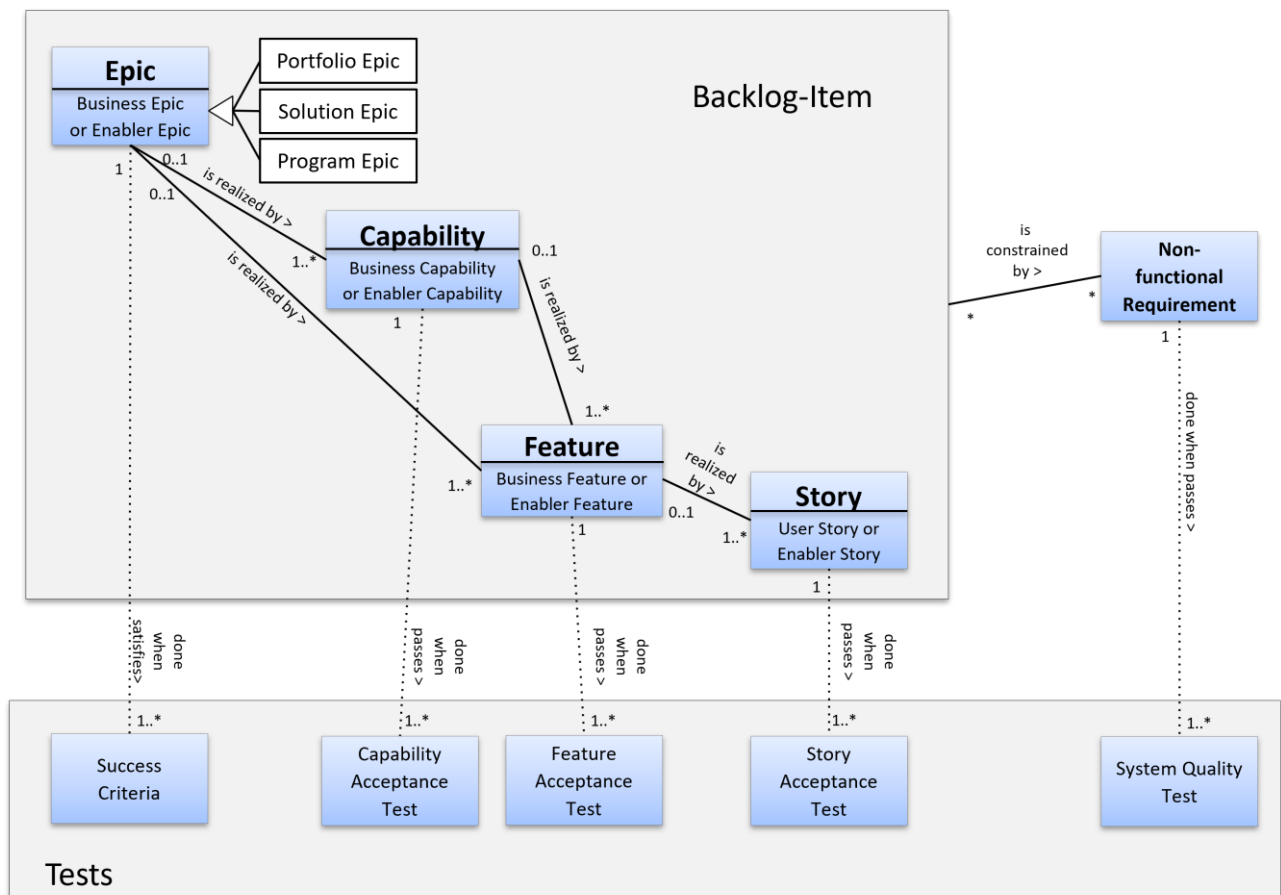 Epic
Business Epic
or Enabler Epic
Portfolio Epic
Solution Epic
Program Epic
Backlog-Item
1
0..1
0..1
is realized by >
1..*
is realized by >
Capability
Business Capability
or Enabler Capability
0..1
1
is realized by >
1..*
is
constrained
by >
*
*
Non-
functional
Requirement
1
1..*
Feature
Business Feature or
Enabler Feature
1
is
realized
by >
0..1
1..*
Story
User Story or
Enabler Story
1
done when passes >
done
when
satisfies>
done
when
passes >
done
when
passes >
done
when
passes >
1..*
1..*
1..*
1..*
1..*
Success
Criteria
Capability
Acceptance
Test
Feature
Acceptance
Test
Story
Acceptance
Test
System Quality
Test
Tests